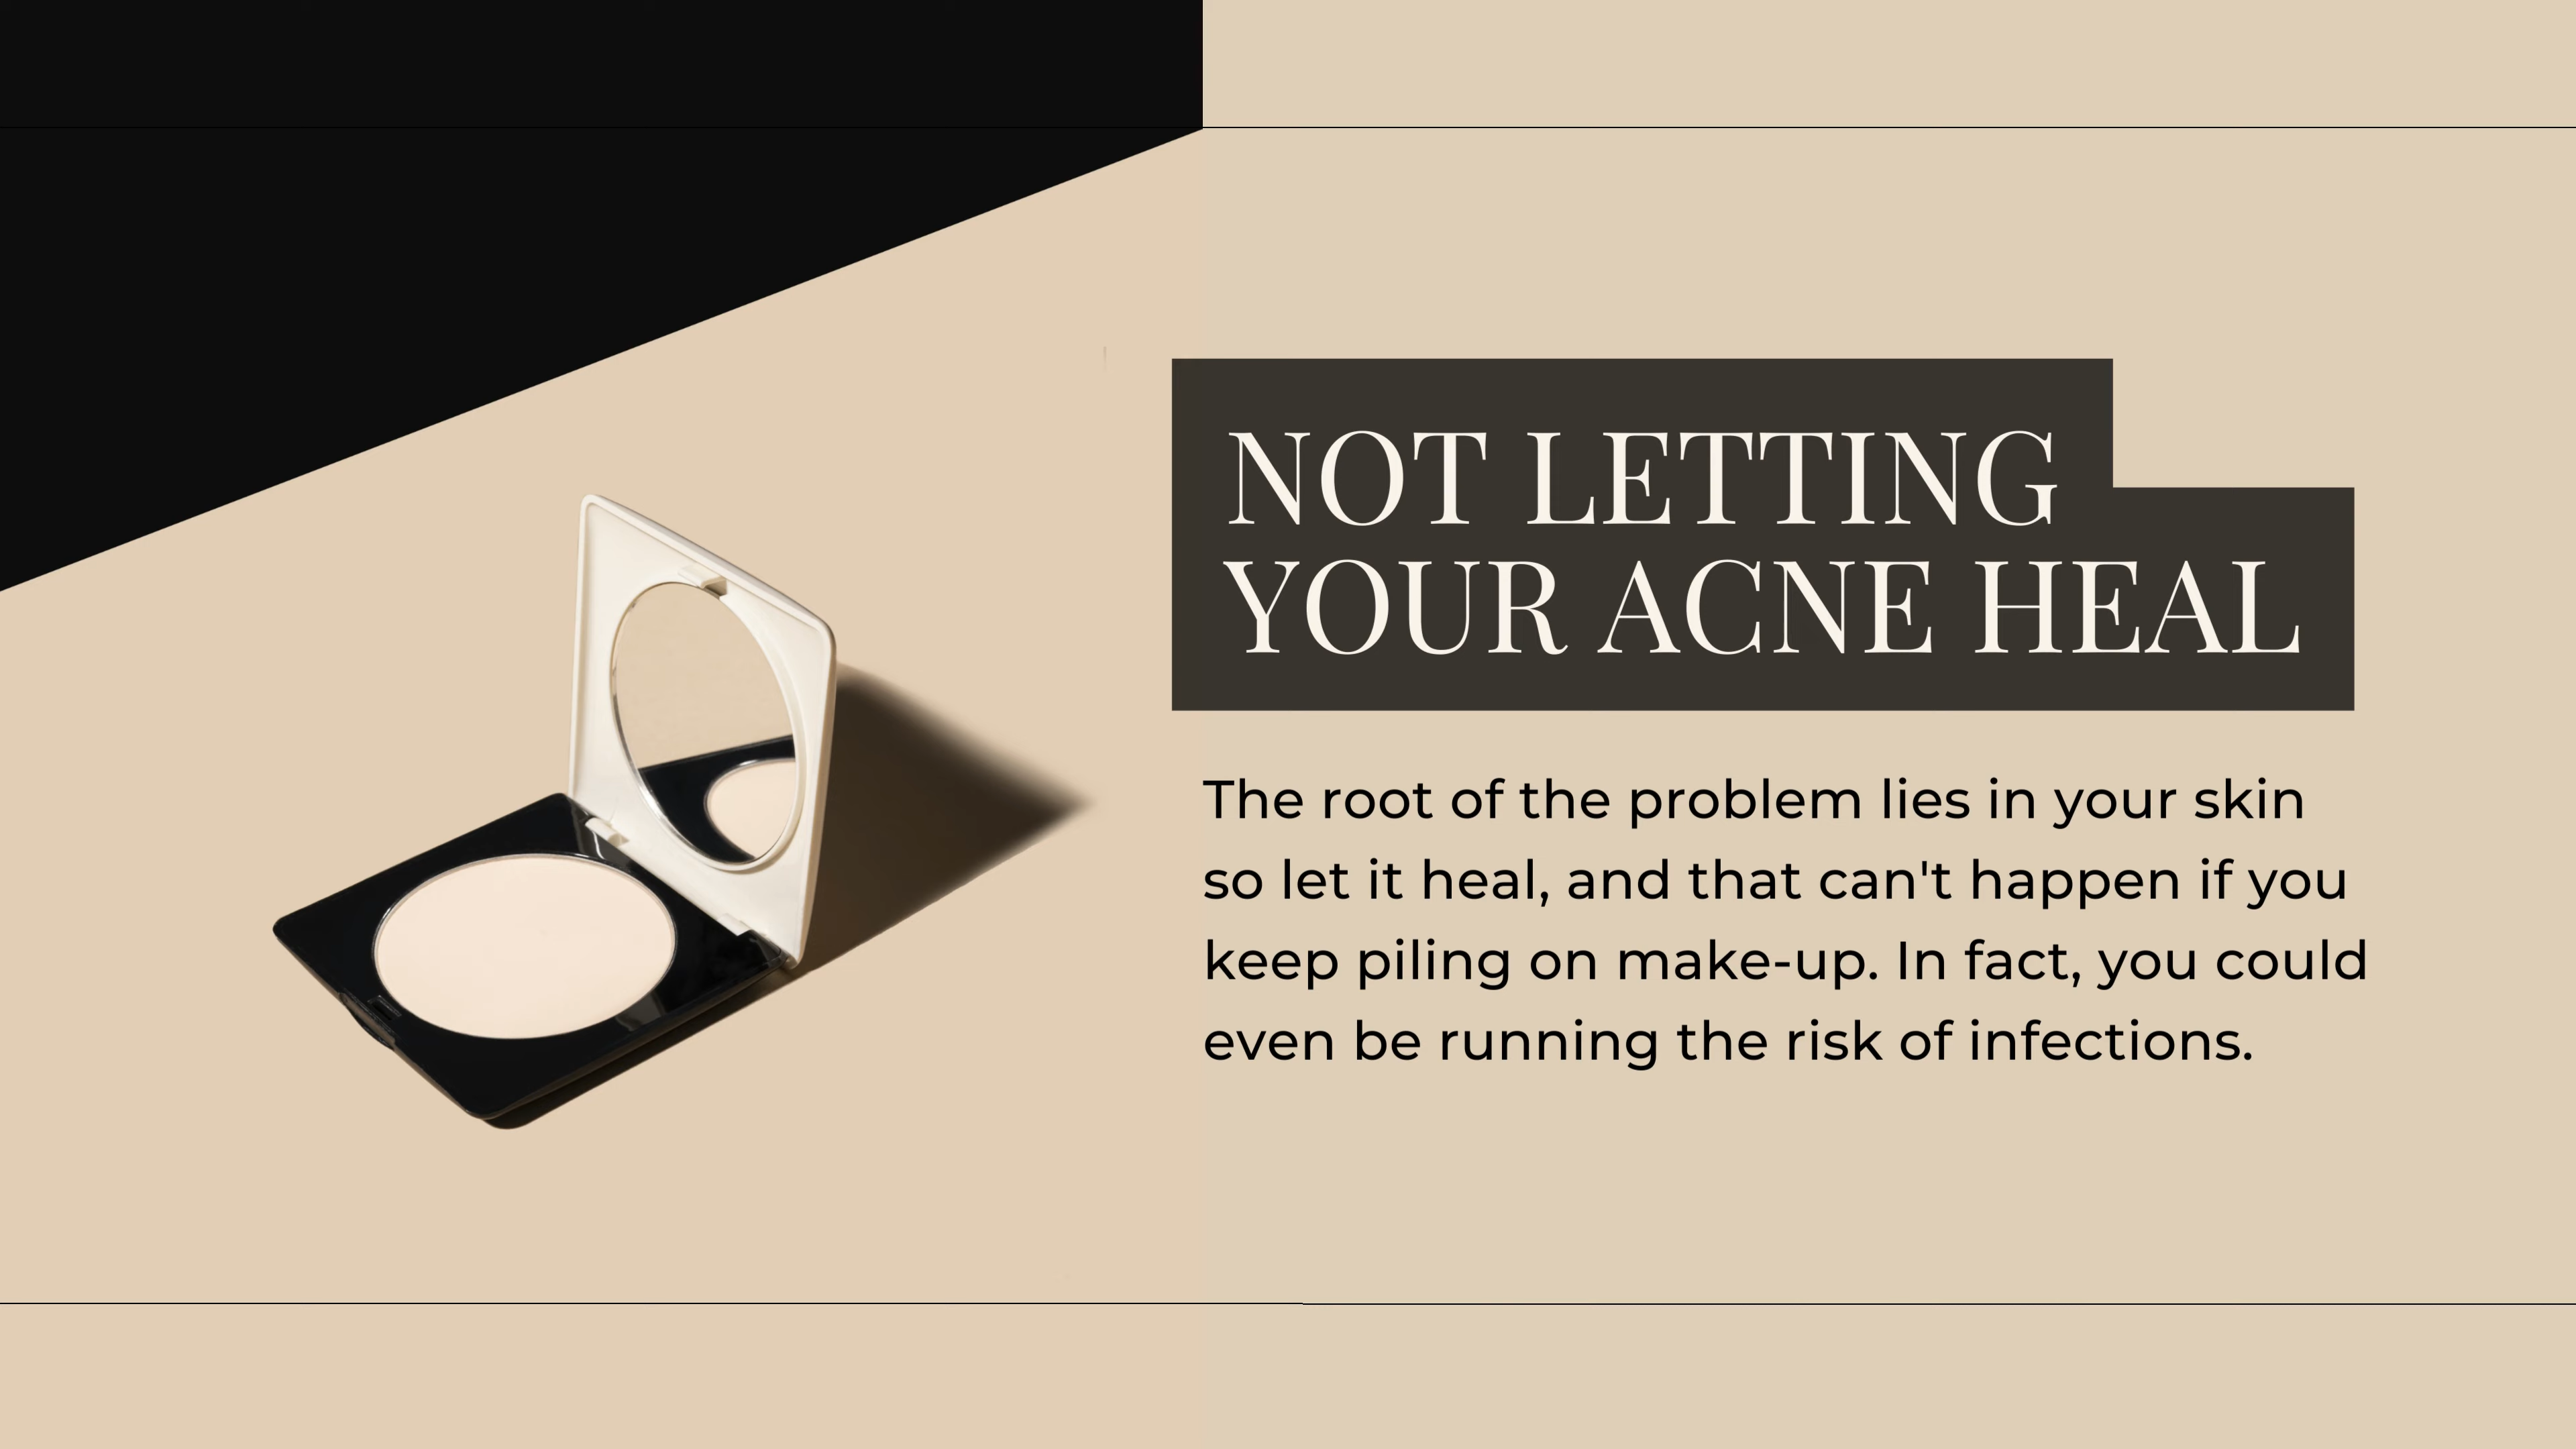 NOT LETTING
YOUR ACNE HEAL
The root of the problem lies in your skin
so let it heal, and that can't happen if you
keep piling on make-up. In fact, you could
even be running the risk of infections.